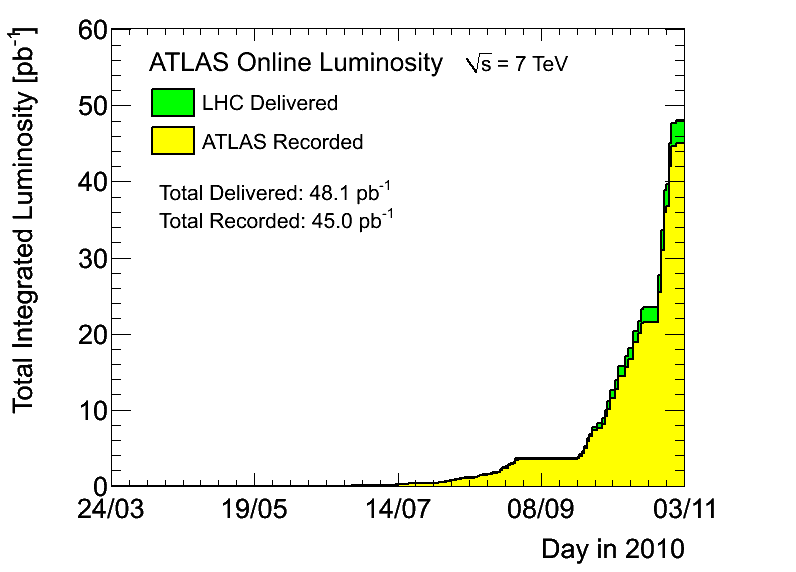 Total Integrated Luminosity [pb⁻¹]
60
50
40
30
20
10
0
ATLAS Online Luminosity √s = 7 TeV
LHC Delivered
ATLAS Recorded
Total Delivered: 48.1 pb⁻¹
Total Recorded: 45.0 pb⁻¹
24/03 19/05 14/07 08/09 03/11
Day in 2010